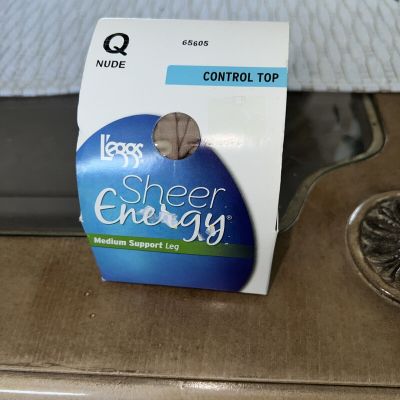 Q
65605
NUDE
CONTROL TOP
L'eggs
Sheer
Energy®
Medium Support Leg